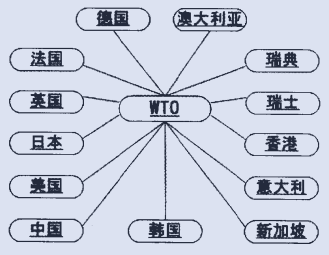 德国
澳大利亚
法国
瑞典
英国
瑞士
WTO
日本
香港
美国
意大利
中国
韩国
新加坡